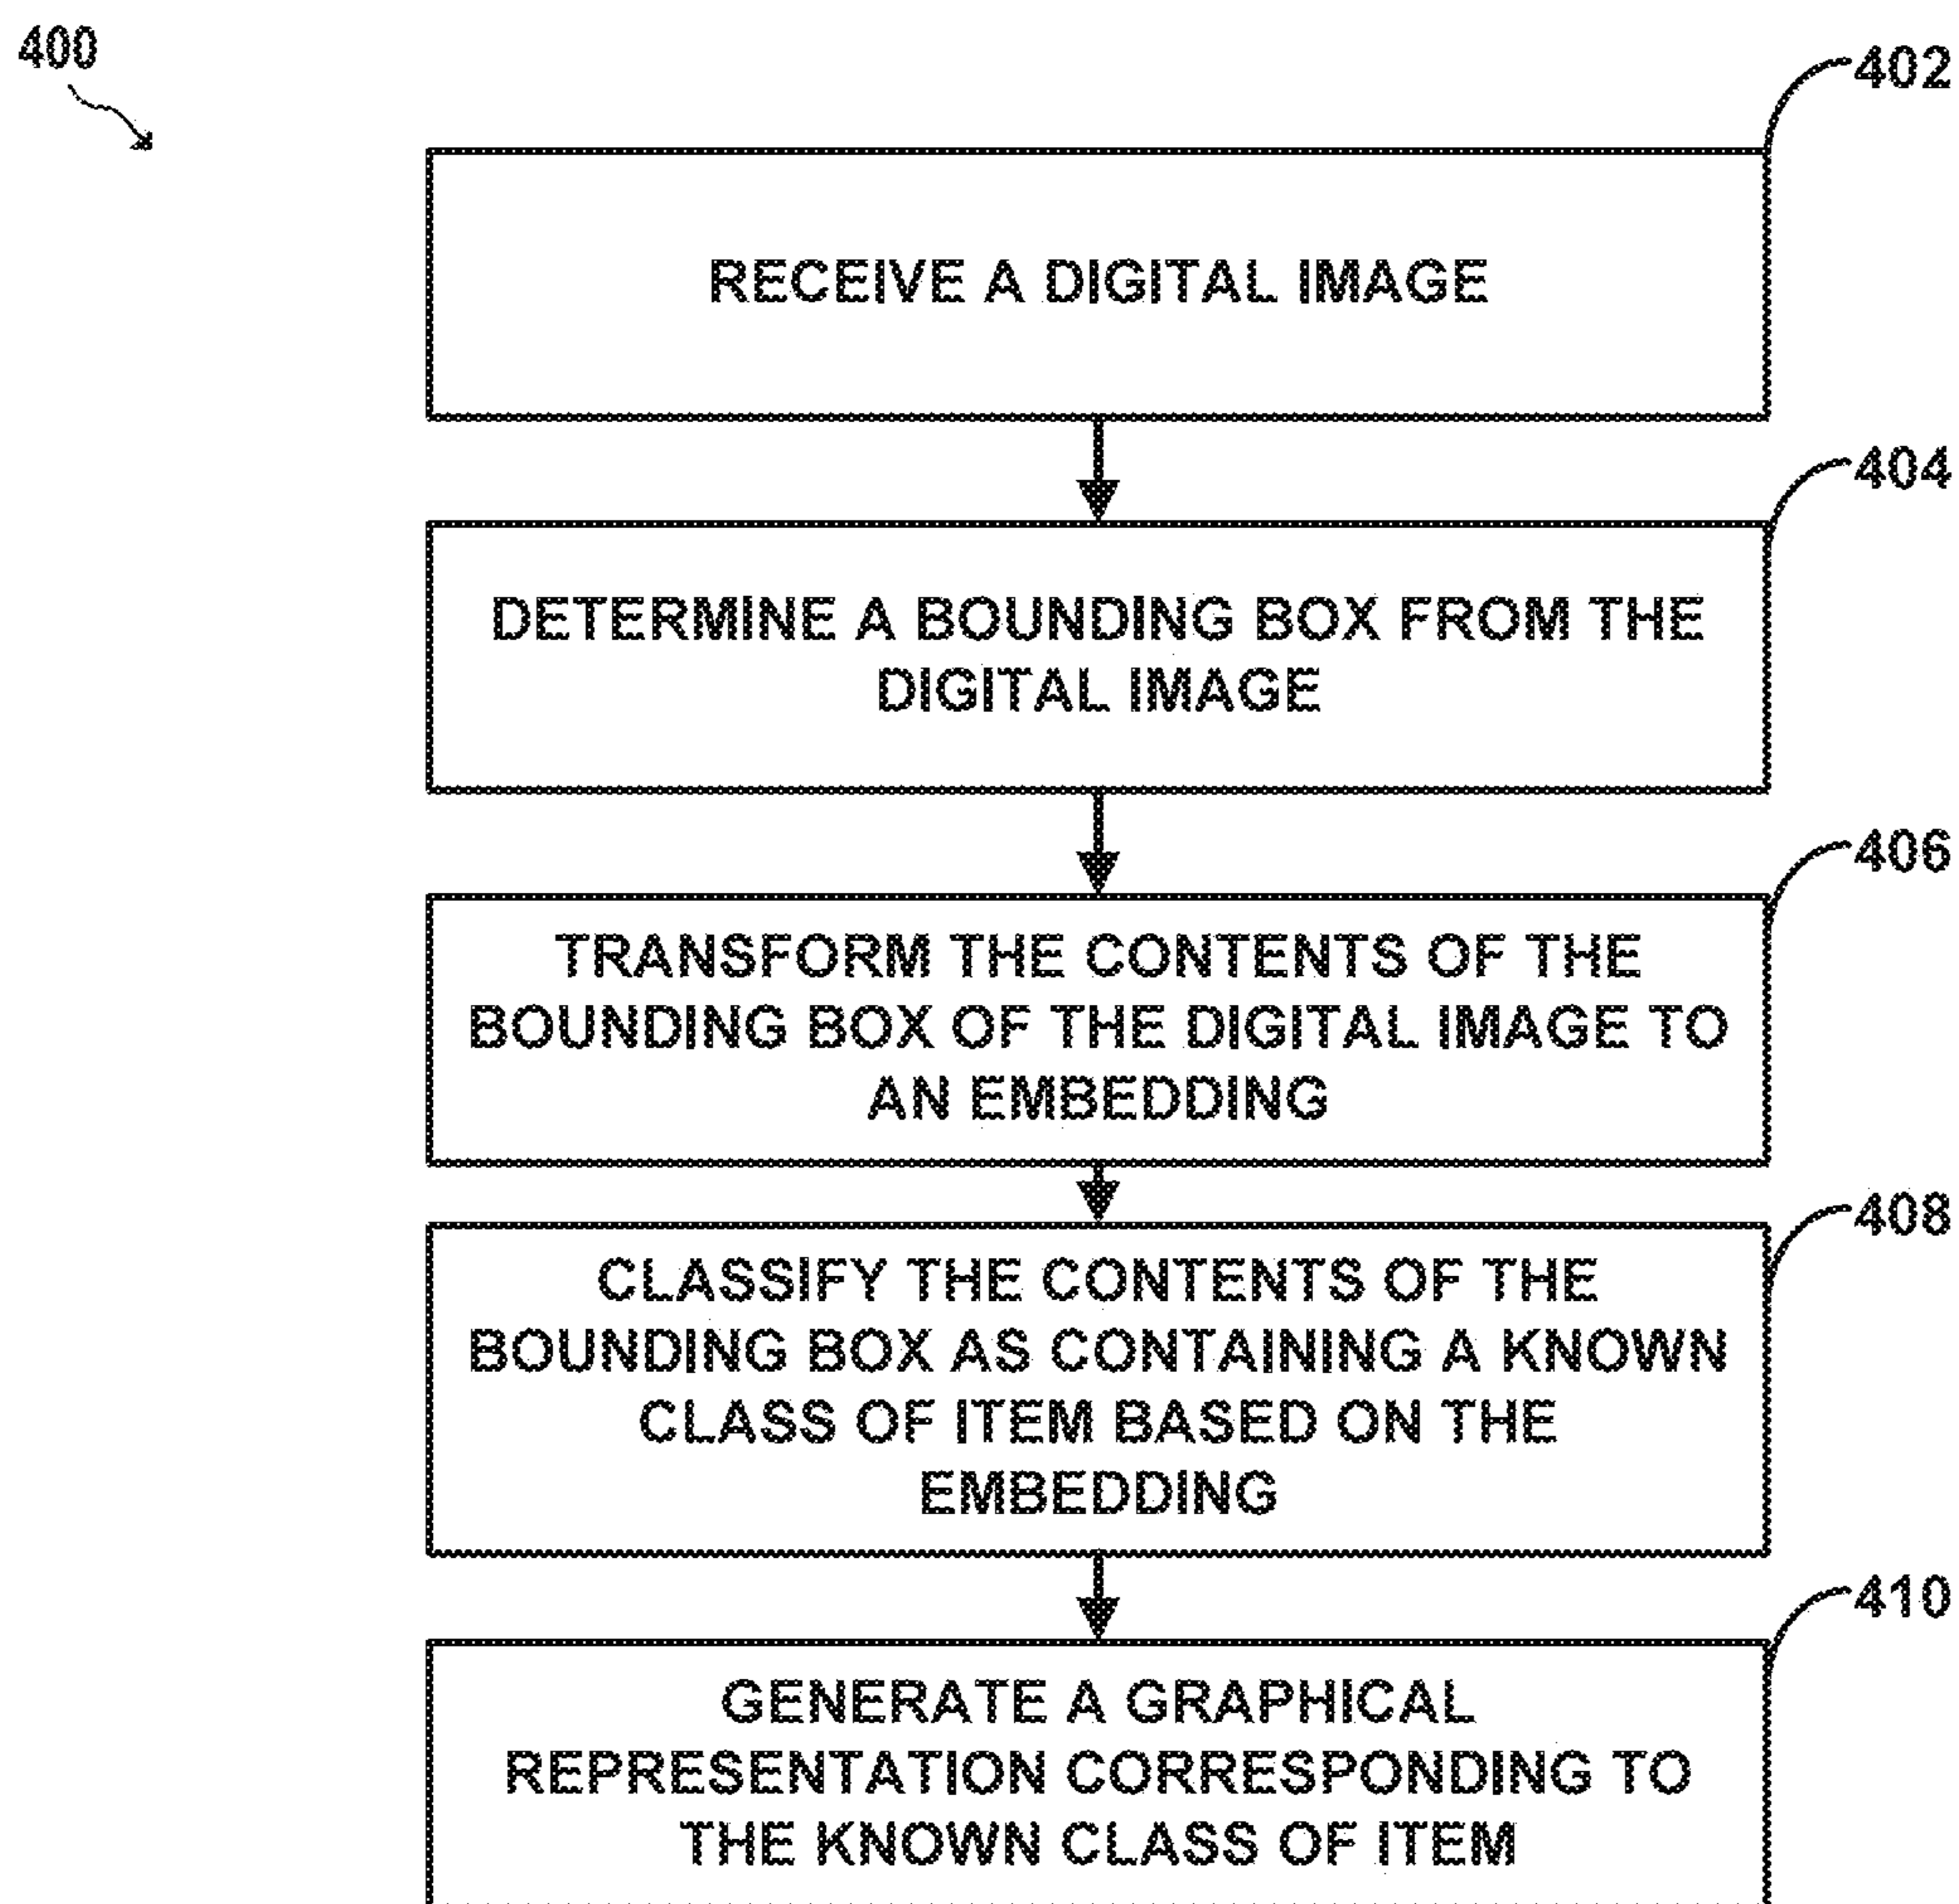 400
402
RECEIVE A DIGITAL IMAGE
404
DETERMINE A BOUNDING BOX FROM THE
DIGITAL IMAGE
406
TRANSFORM THE CONTENTS OF THE
BOUNDING BOX OF THE DIGITAL IMAGE TO
AN EMBEDDING
408
CLASSIFY THE CONTENTS OF THE
BOUNDING BOX AS CONTAINING A KNOWN
CLASS OF ITEM BASED ON THE
EMBEDDING
410
GENERATE A GRAPHICAL
REPRESENTATION CORRESPONDING TO
THE KNOWN CLASS OF ITEM